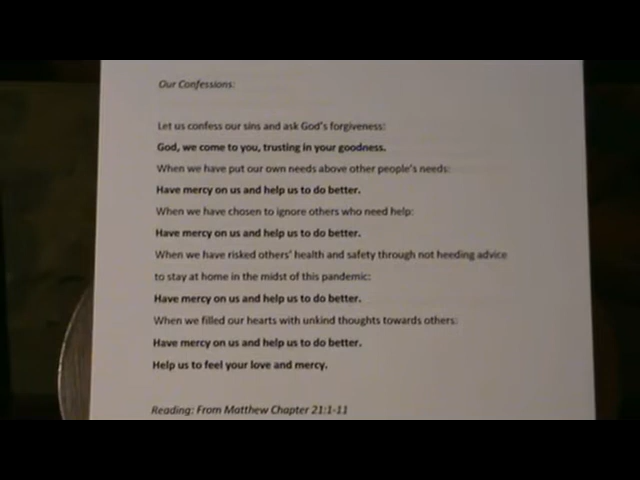 Our Confessions:
Let us confess our sins and ask God's forgiveness:
God, we come to you, trusting in your goodness.
When we have put our own needs above other people's needs:
Have mercy on us and help us to do better.
When we have chosen to ignore others who need help:
Have mercy on us and help us to do better.
When we have risked others' health and safety through not heeding advice
to stay at home in the midst of this pandemic:
Have mercy on us and help us to do better.
When we filled our hearts with unkind thoughts towards others:
Have mercy on us and help us to do better.
Help us to feel your love and mercy.
Reading: From Matthew Chapter 21:1-11